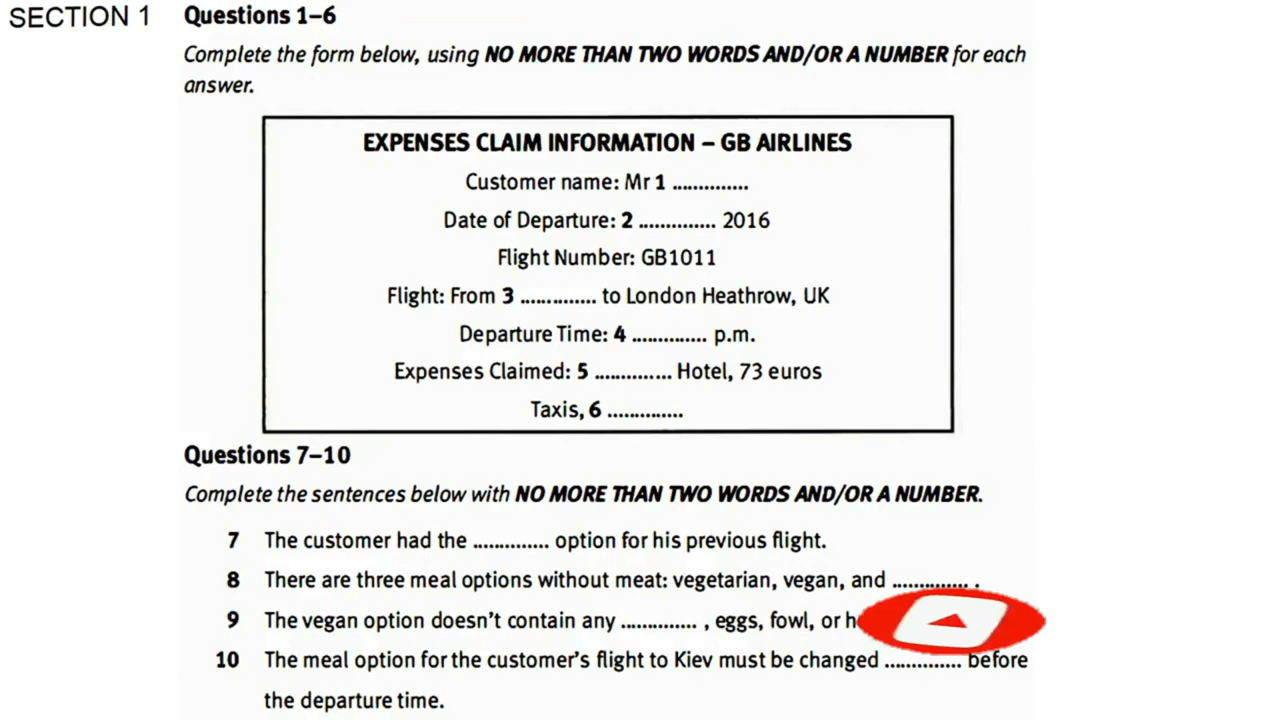 SECTION 1
Questions 1–6
Complete the form below, using NO MORE THAN TWO WORDS AND/OR A NUMBER for each
answer.
EXPENSES CLAIM INFORMATION – GB AIRLINES
Customer name: Mr 1 ..............
Date of Departure: 2 .............. 2016
Flight Number: GB1011
Flight: From 3 .............. to London Heathrow, UK
Departure Time: 4 .............. p.m.
Expenses Claimed: 5 .............. Hotel, 73 euros
Taxis, 6 ..............
Questions 7–10
Complete the sentences below with NO MORE THAN TWO WORDS AND/OR A NUMBER.
7 The customer had the .............. option for his previous flight.
8 There are three meal options without meat: vegetarian, vegan, and .............. .
9 The vegan option doesn't contain any .............. , eggs, fowl, or
10 The meal option for the customer's flight to Kiev must be changed .............. before
the departure time.